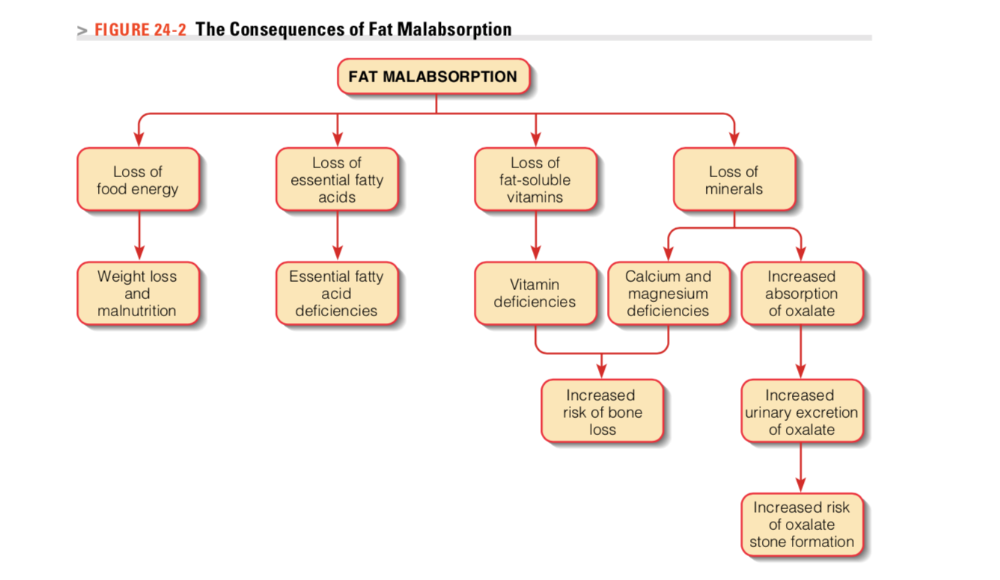 > FIGURE 24-2 The Consequences of Fat Malabsorption
FAT MALABSORPTION
Loss of
food energy
Loss of
essential fatty
acids
Loss of
fat-soluble
vitamins
Loss of
minerals
Weight loss
and
malnutrition
Essential fatty
acid
deficiencies
Vitamin
deficiencies
Calcium and
magnesium
deficiencies
Increased
absorption
of oxalate
Increased
risk of bone
loss
Increased
urinary excretion
of oxalate
Increased risk
of oxalate
stone formation